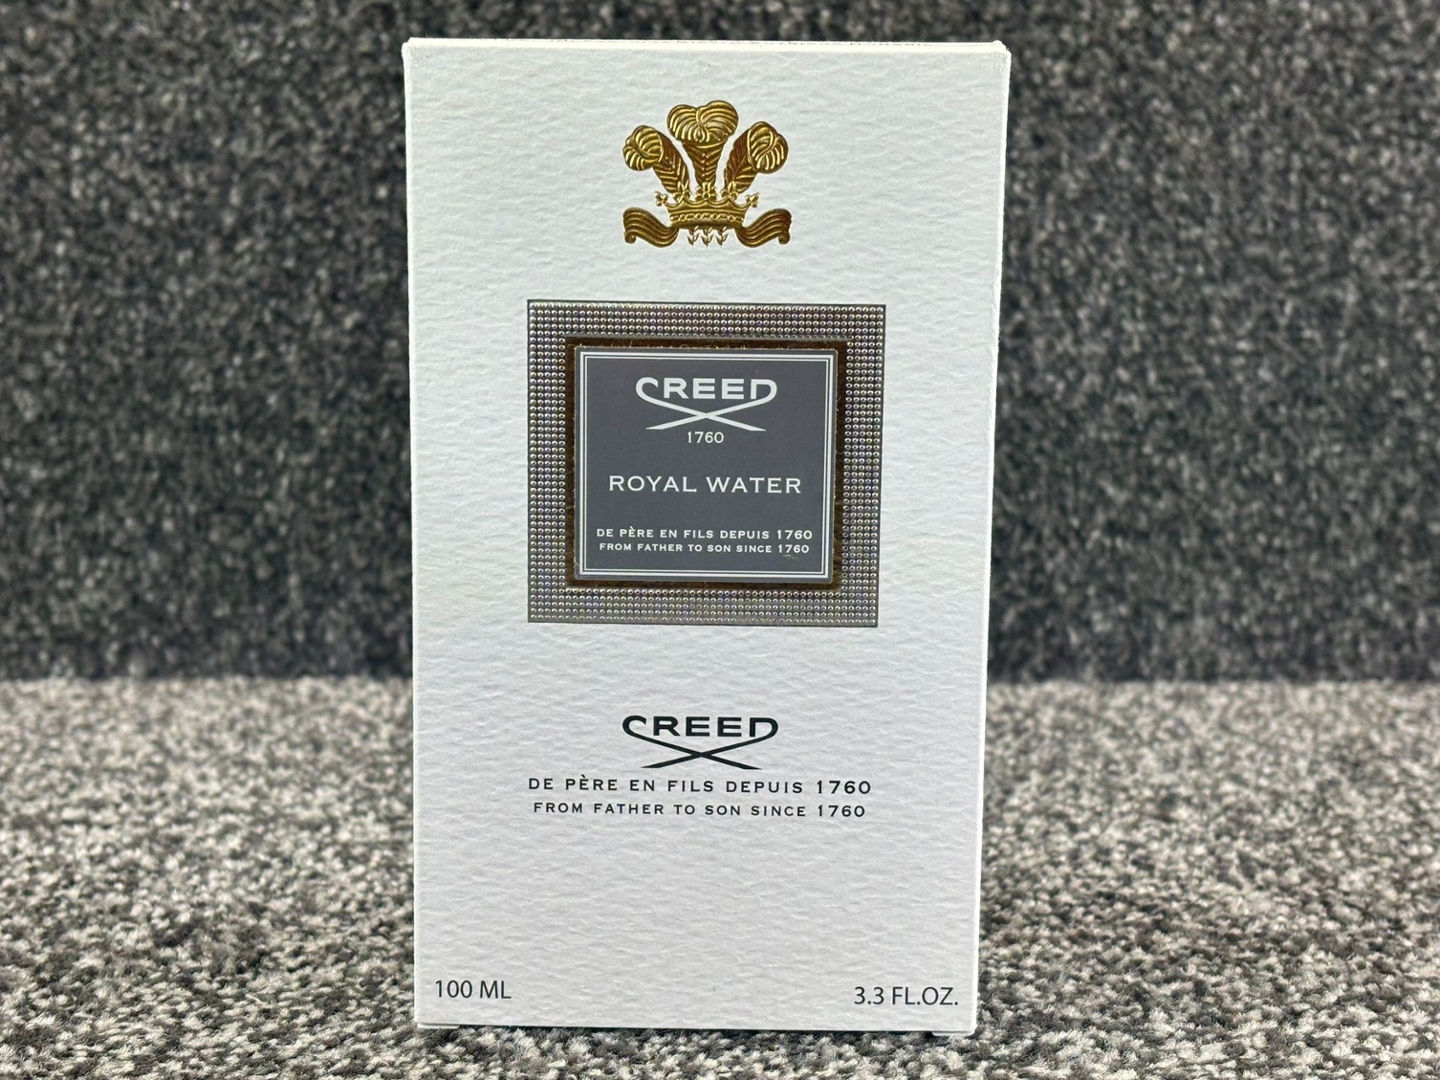 CREED
1760
ROYAL WATER
DE PÈRE EN FILS DEPUIS 1760
FROM FATHER TO SON SINCE 1760
CREED
DE PÈRE EN FILS DEPUIS 1760
FROM FATHER TO SON SINCE 1760
100 ML 3.3 FL.OZ.